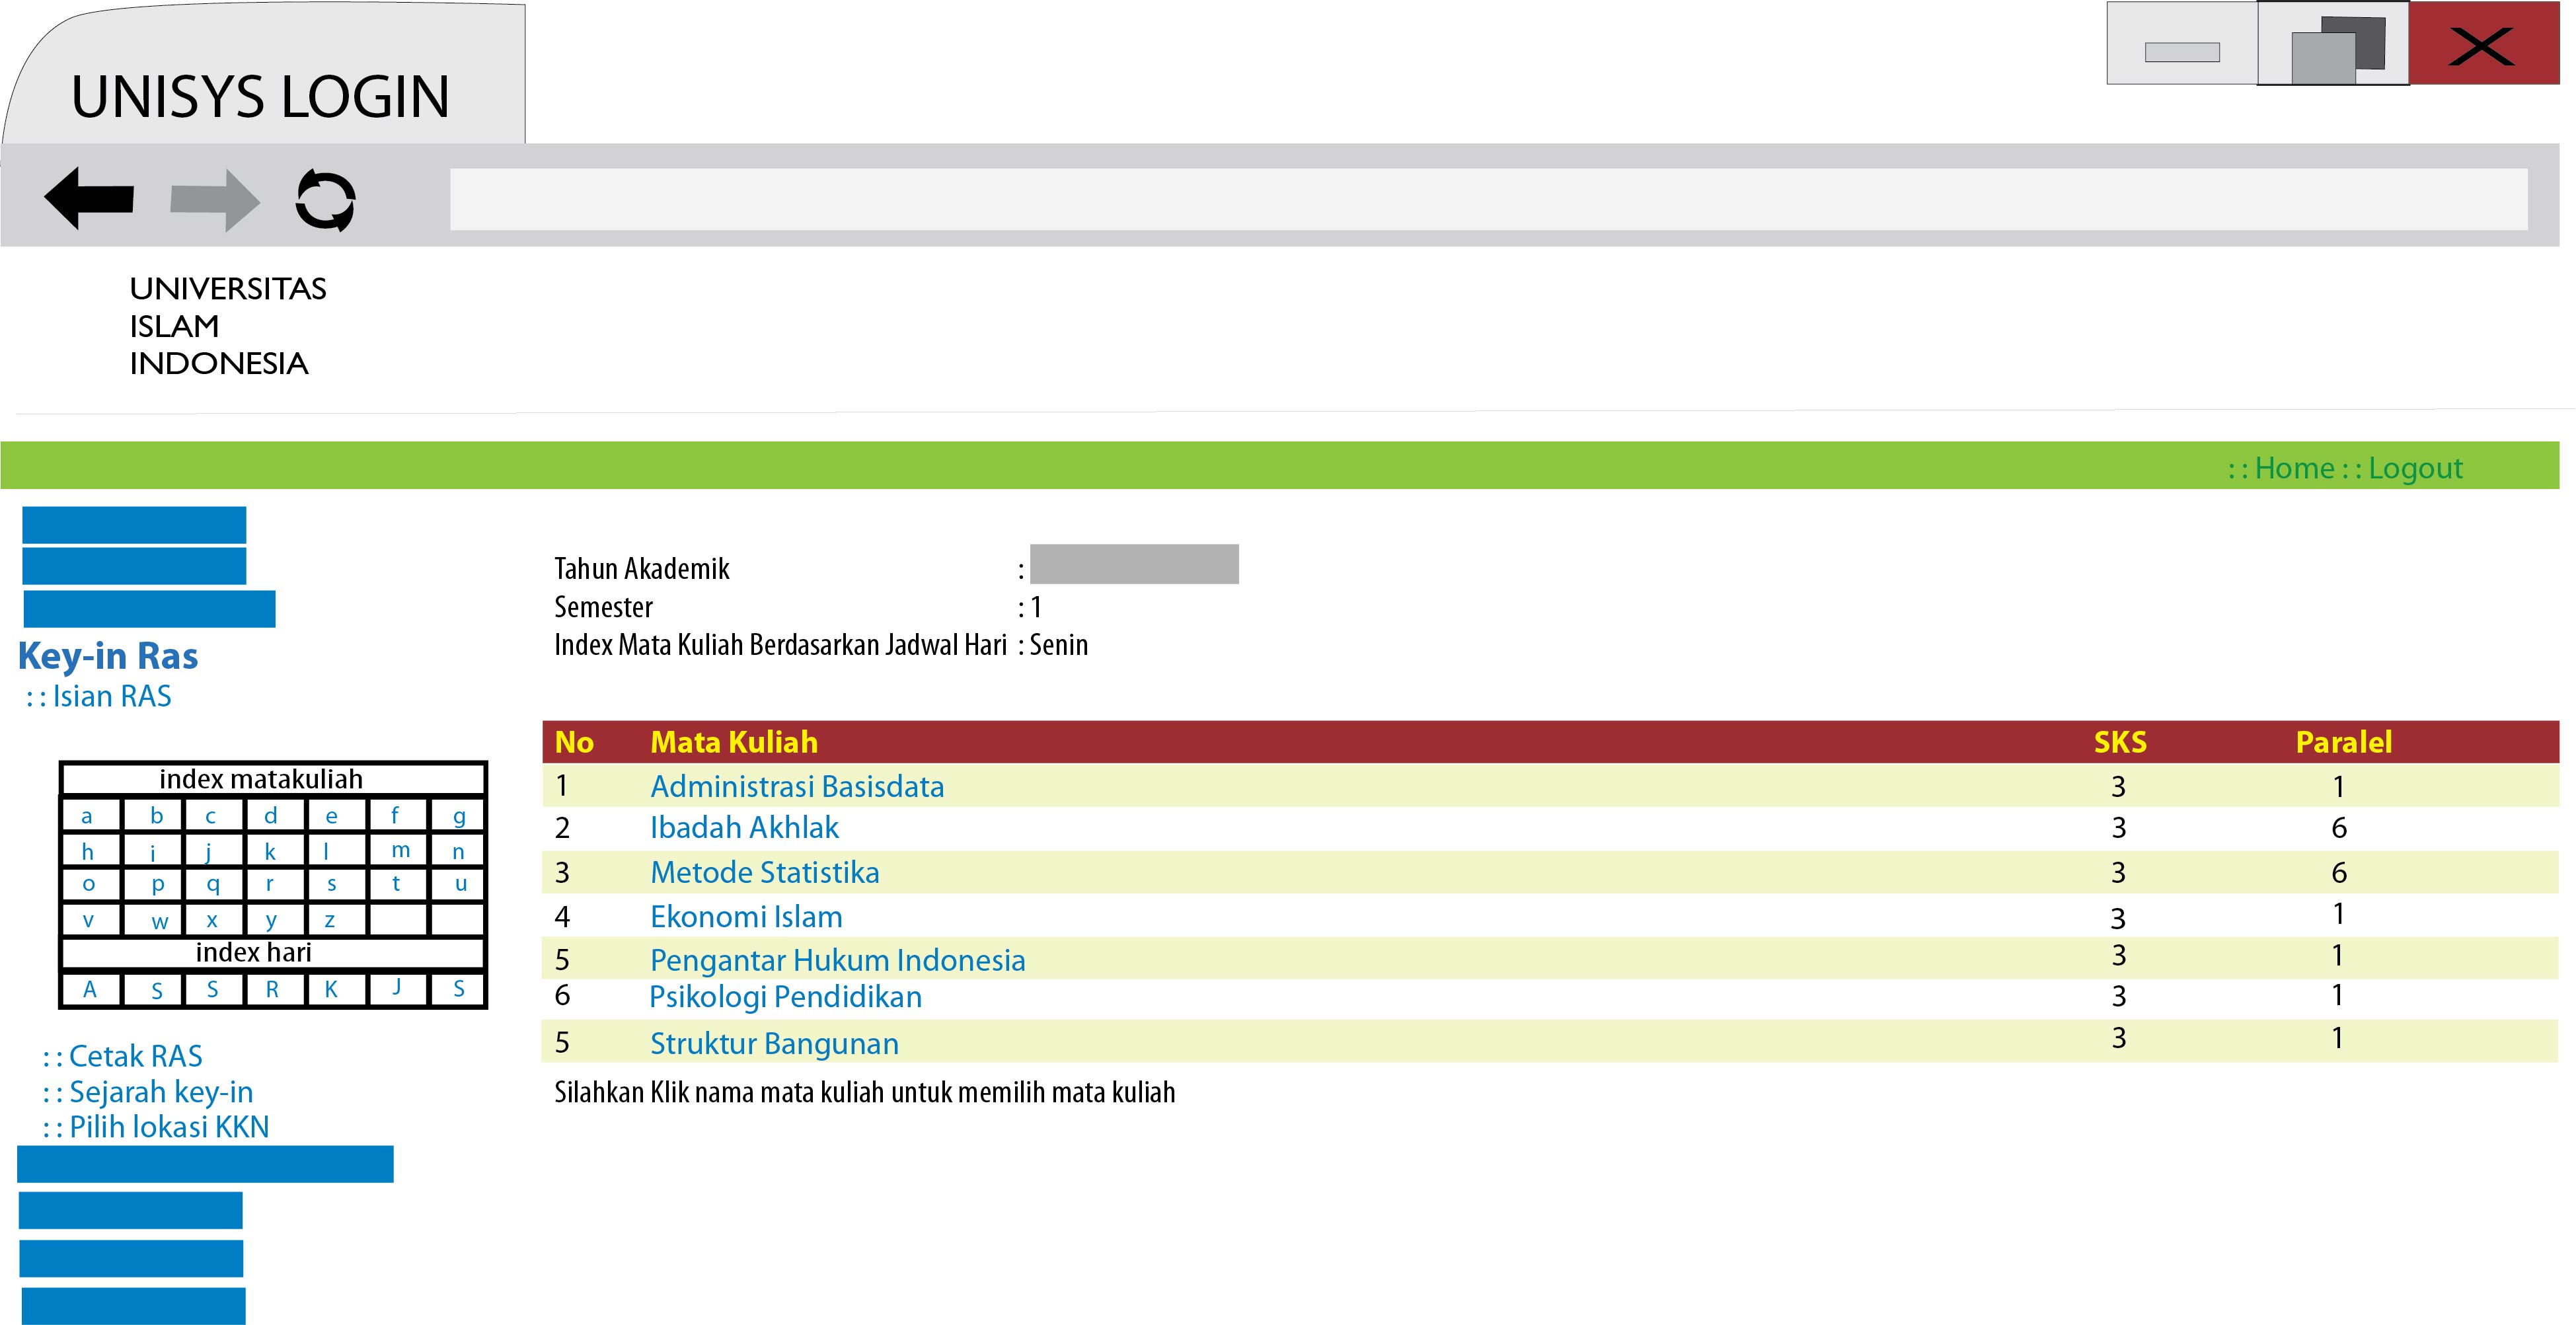 UNISYS LOGIN
UNIVERSITAS
ISLAM
INDONESIA
: : Home : : Logout
Key-in Ras
: : Isian RAS
index matakuliah
a b c d e f g
h i j k l m n
o p q r s t u
v w x y z
index hari
A S S R K J S
: : Cetak RAS
: : Sejarah key-in
: : Pilih lokasi KKN
Tahun Akademik :
Semester : 1
Index Mata Kuliah Berdasarkan Jadwal Hari : Senin
No Mata Kuliah SKS Paralel
1 Administrasi Basisdata 3 1
2 Ibadah Akhlak 3 6
3 Metode Statistika 3 6
4 Ekonomi Islam 3 1
5 Pengantar Hukum Indonesia 3 1
6 Psikologi Pendidikan 3 1
5 Struktur Bangunan 3 1
Silahkan Klik nama mata kuliah untuk memilih mata kuliah